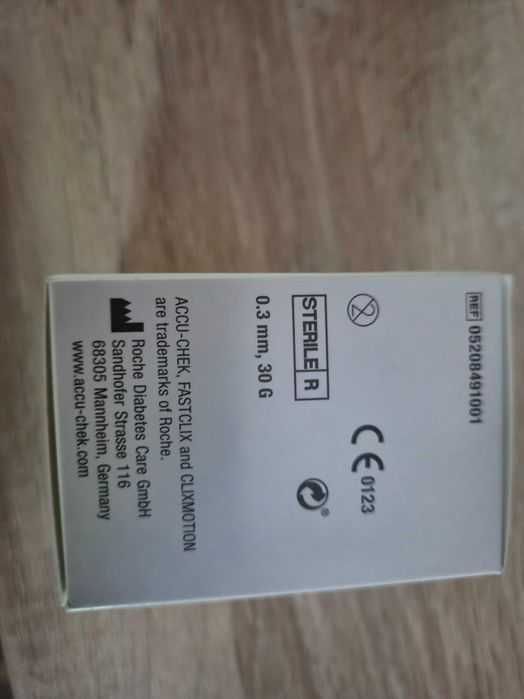 REF 05208491001
2
CE 0123
STERILE R
®
0.3 mm, 30 G
ACCU-CHEK, FASTCLIX and CLIXMOTION
are trademarks of Roche.
Roche Diabetes Care GmbH
Sandhofer Strasse 116
68305 Mannheim, Germany
www.accu-chek.com